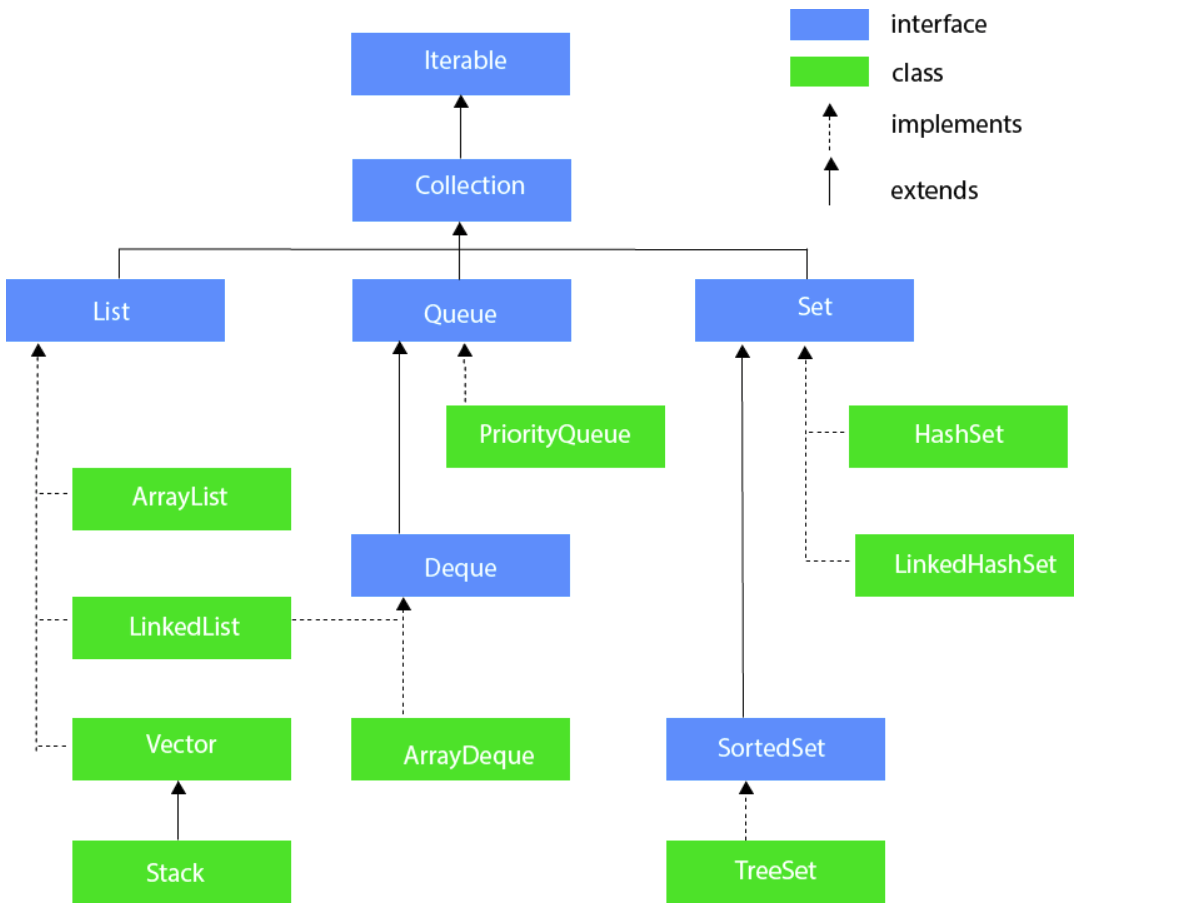 interface
Iterable
class
implements
Collection
extends
List
Queue
Set
PriorityQueue
HashSet
ArrayList
Deque
LinkedHashSet
LinkedList
Vector
ArrayDeque
SortedSet
Stack
TreeSet